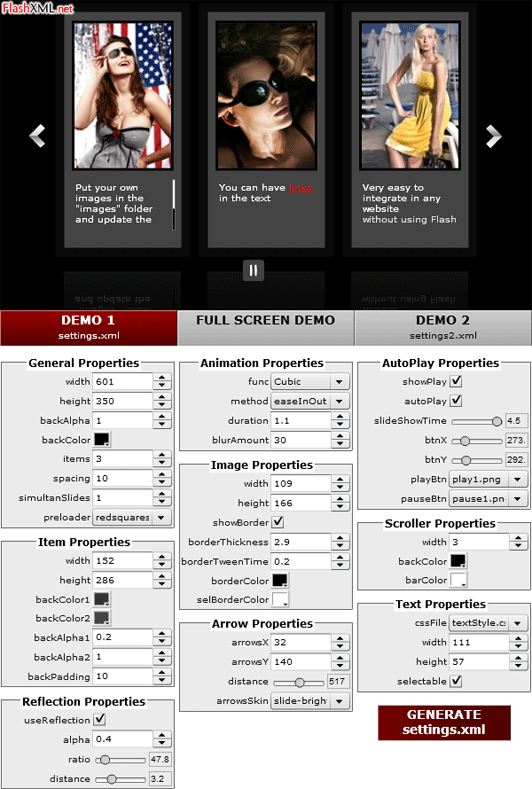 FlashXML.net
Put your own
images in the
"images" folder
and update the
You can have links
in the text
Very easy to
integrate in any
website
without using Flash
and update the
without using Flash
DEMO 1
settings.xml
FULL SCREEN DEMO
DEMO 2
settings2.xml
General Properties
width 601
height 350
backAlpha 1
backColor
items 3
spacing 10
simultanSlides 1
preloader redsquares
Item Properties
width 152
height 286
backColor1
backColor2
backAlpha1 0.2
backAlpha2 1
backPadding 10
Reflection Properties
useReflection
alpha 0.4
ratio 47.8
distance 3.2
Animation Properties
func Cubic
method easeInOut
duration 1.1
blurAmount 30
Image Properties
width 109
height 166
showBorder
borderThickness 2.9
borderTweenTime 0.2
borderColor
selBorderColor
Arrow Properties
arrowsX 32
arrowsY 140
distance 517
arrowsSkin slide-brigh
AutoPlay Properties
showPlay
autoPlay
slideShowTime 4.5
btnX 273.
btnY 292.
playBtn play1.png
pauseBtn pause1.pn
Scroller Properties
width 3
backColor
barColor
Text Properties
cssFile textStyle.cs
width 111
height 57
selectable
GENERATE
settings.xml